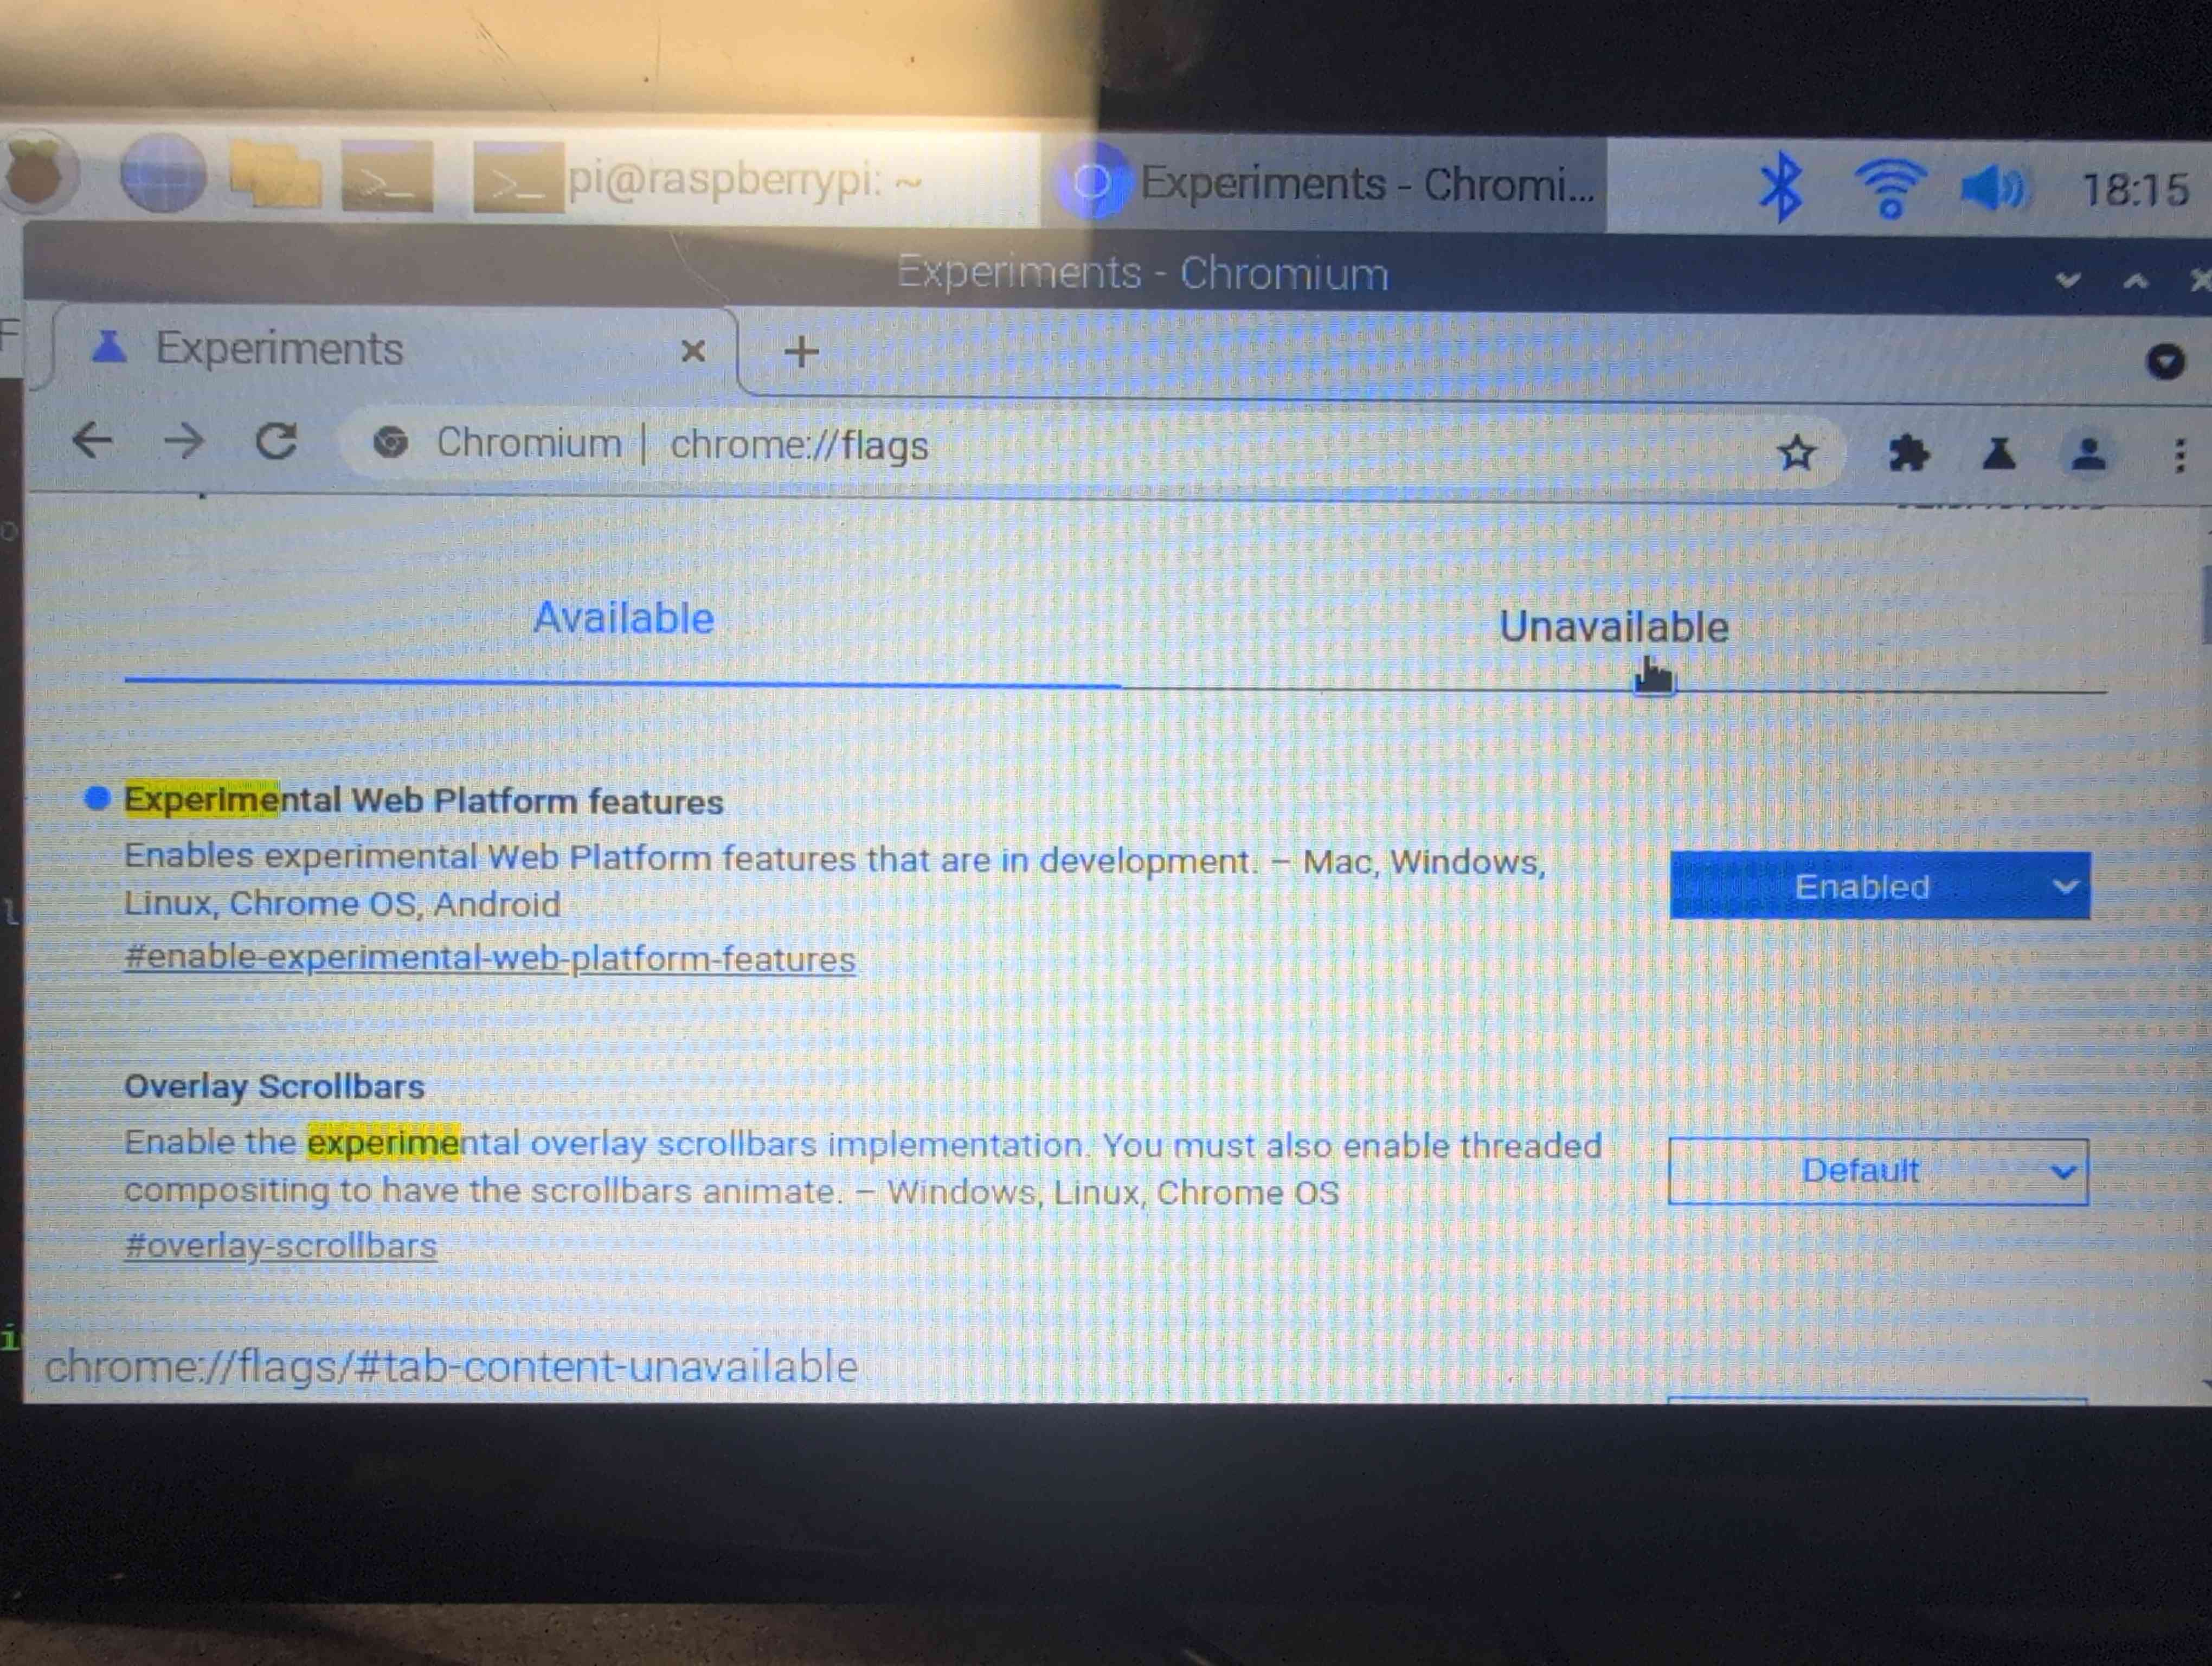 pi@raspberrypi: ~
Experiments - Chromi...
18:15
Experiments - Chromium
Experiments
Chromium | chrome://flags
Available
Unavailable
Experimental Web Platform features
Enables experimental Web Platform features that are in development. – Mac, Windows,
Linux, Chrome OS, Android
#enable-experimental-web-platform-features
Enabled
Overlay Scrollbars
Enable the experimental overlay scrollbars implementation. You must also enable threaded
compositing to have the scrollbars animate. – Windows, Linux, Chrome OS
#overlay-scrollbars
Default
chrome://flags/#tab-content-unavailable